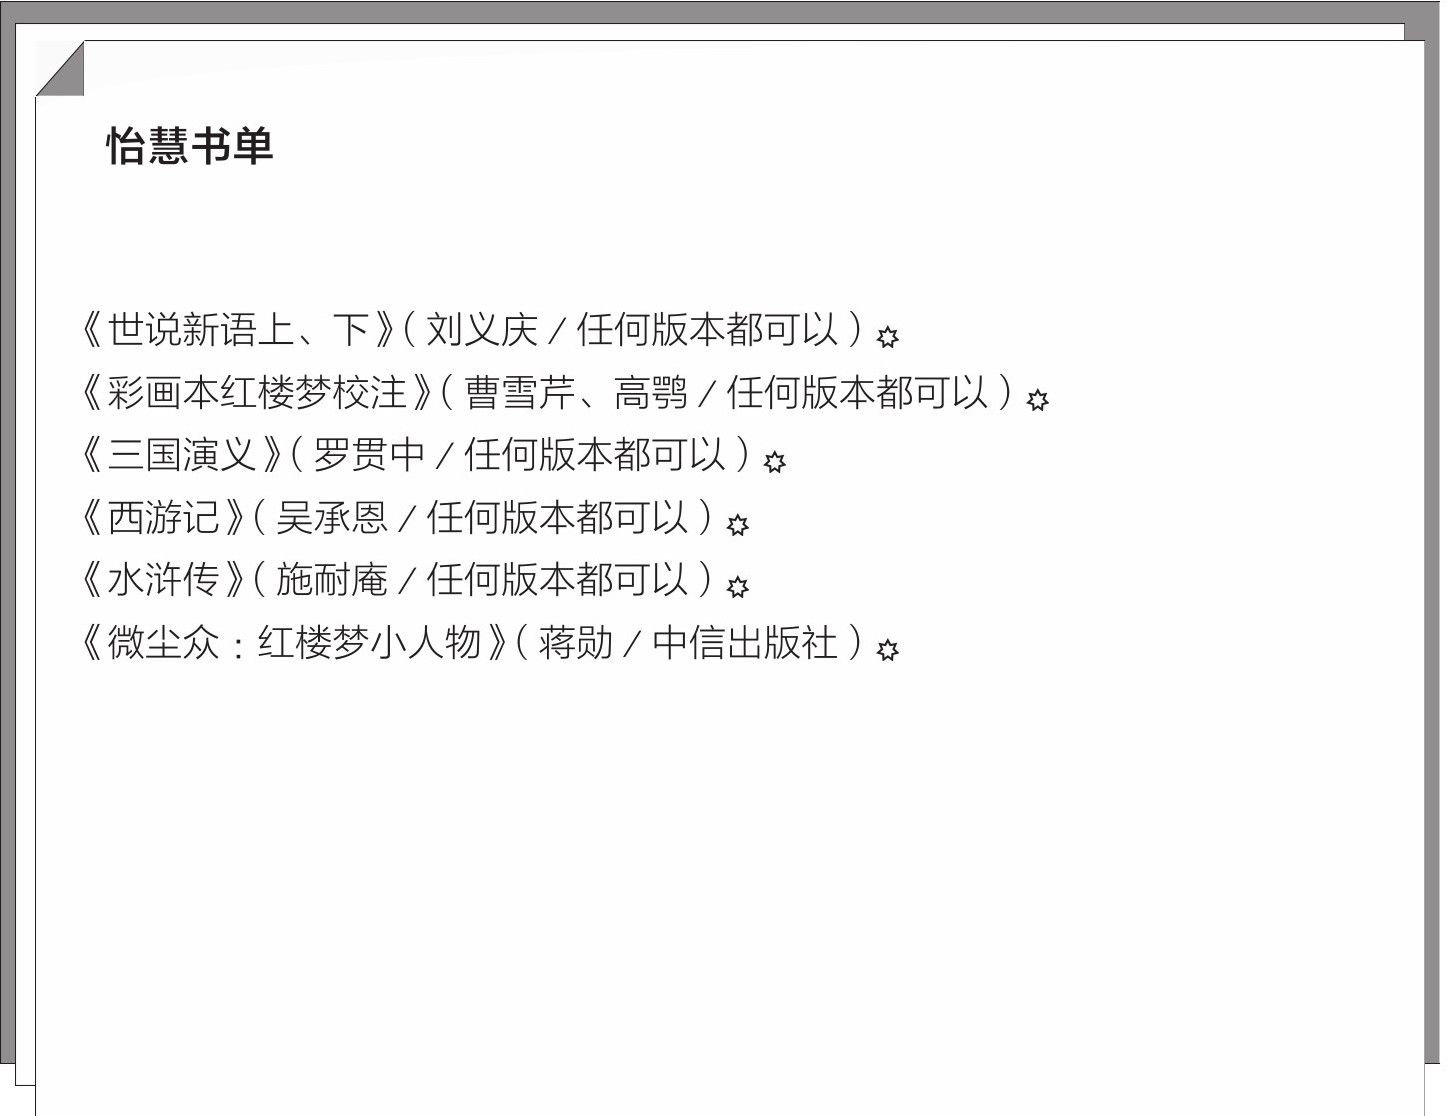 怡慧书单
《世说新语上、下》（刘义庆/任何版本都可以）
《彩画本红楼梦校注》（曹雪芹、高鹗/任何版本都可以）
《三国演义》（罗贯中/任何版本都可以）
《西游记》（吴承恩/任何版本都可以）
《水浒传》（施耐庵/任何版本都可以）
《微尘众：红楼梦小人物》（蒋勋/中信出版社）